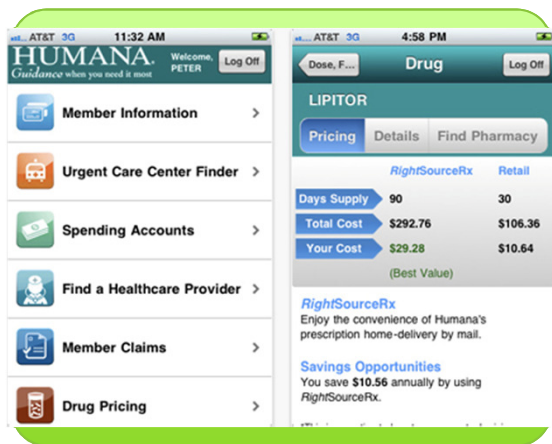 AT&T 3G 11:32 AM
HUMANA.
Guidance when you need it most
Welcome,
PETER
Log Off
Member Information
Urgent Care Center Finder
Spending Accounts
Find a Healthcare Provider
Member Claims
Drug Pricing
AT&T 3G 4:58 PM
Dose, F... Drug Log Off
LIPITOR
Pricing Details Find Pharmacy
RightSourceRx Retail
Days Supply 90 30
Total Cost $292.76 $106.36
Your Cost $29.28 $10.64
(Best Value)
RightSourceRx
Enjoy the convenience of Humana's
prescription home-delivery by mail.
Savings Opportunities
You save $10.56 annually by using
RightSourceRx.